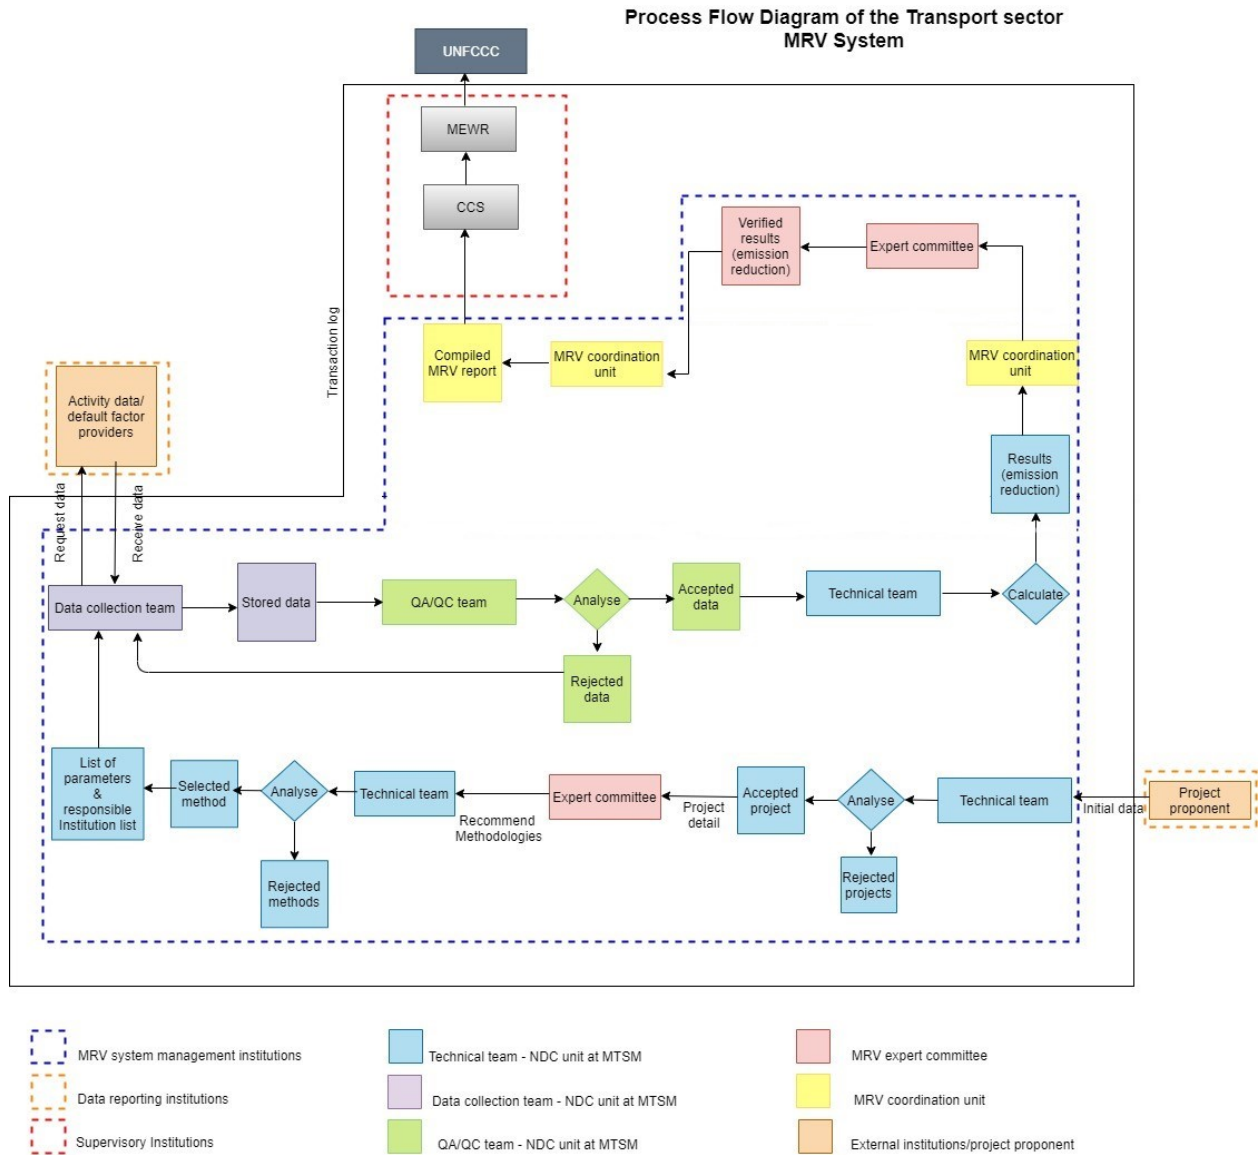 Process Flow Diagram of the Transport sector
MRV System
UNFCCC
MEWR
CCS
Verified
results
(emission
reduction)
Expert committee
Transaction log
Compiled
MRV report
MRV coordination
unit
MRV coordination
unit
Activity data/
default factor
providers
Results
(emission
reduction)
Request data
Receive data
Data collection team
Stored data
QA/QC team
Analyse
Accepted
data
Technical team
Calculate
Rejected
data
List of
parameters
&
responsible
Institution list
Selected
method
Analyse
Technical team
Recommend
Methodologies
Expert committee
Project
detail
Accepted
project
Analyse
Technical team
Initial data
Project
proponent
Rejected
methods
Rejected
projects
MRV system management institutions
Technical team - NDC unit at MTSM
MRV expert committee
Data reporting institutions
Data collection team - NDC unit at MTSM
MRV coordination unit
Supervisory Institutions
QA/QC team - NDC unit at MTSM
External institutions/project proponent